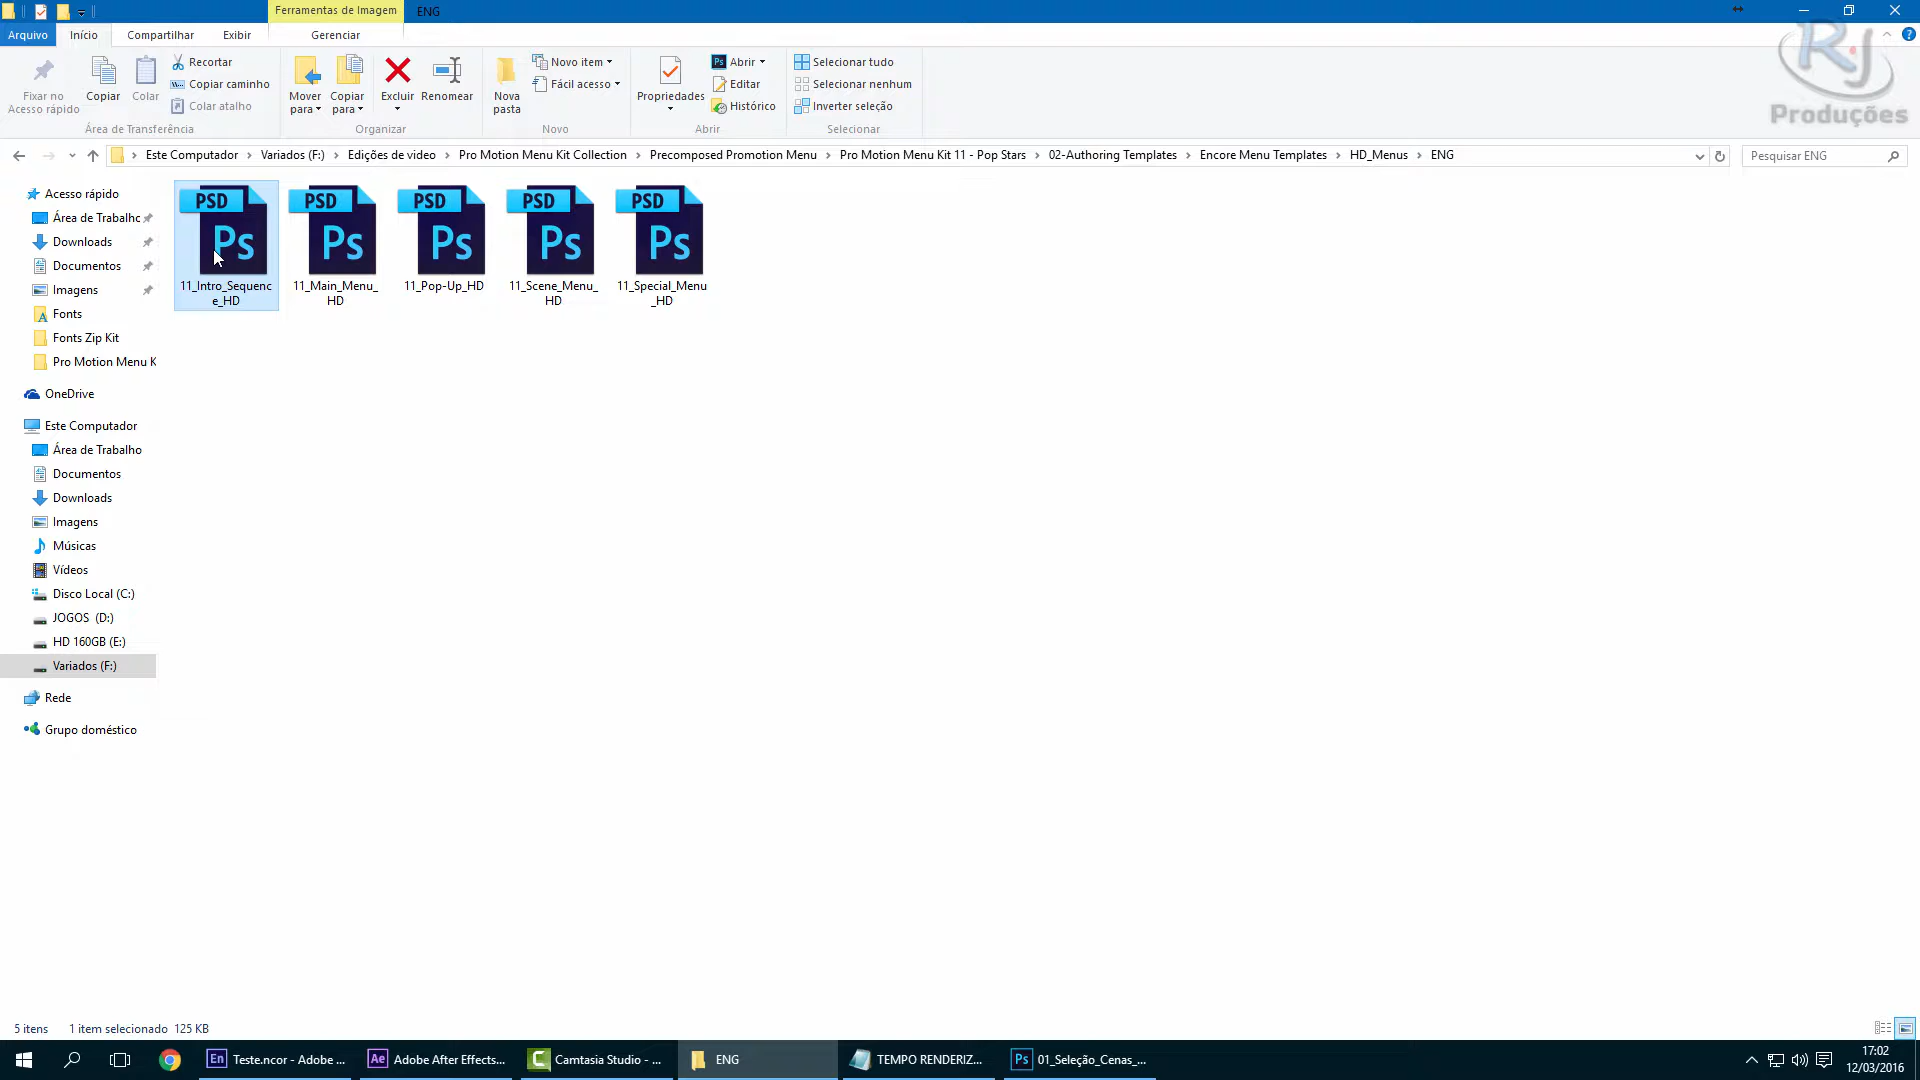 Ferramentas de Imagem
ENG
Arquivo
Início
Compartilhar
Exibir
Gerenciar
Fixar no
Acesso rápido
Copiar
Colar
Recortar
Copiar caminho
Colar atalho
Área de Transferência
Mover
para
Copiar
para
Excluir
Renomear
Organizar
Nova
pasta
Novo item
Fácil acesso
Novo
Propriedades
Abrir
Editar
Histórico
Abrir
Selecionar tudo
Selecionar nenhum
Inverter seleção
Selecionar
RJ
Produções
Este Computador
Variados (F:)
Edições de video
Pro Motion Menu Kit Collection
Precomposed Promotion Menu
Pro Motion Menu Kit 11 - Pop Stars
02-Authoring Templates
Encore Menu Templates
HD_Menus
ENG
Pesquisar ENG
Acesso rápido
Área de Trabalho
Downloads
Documentos
Imagens
Fonts
Fonts Zip Kit
Pro Motion Menu K
OneDrive
Este Computador
Área de Trabalho
Documentos
Downloads
Imagens
Músicas
Vídeos
Disco Local (C:)
JOGOS (D:)
HD 160GB (E:)
Variados (F:)
Rede
Grupo doméstico
PSD
Ps
11_Intro_Sequenc
e_HD
PSD
Ps
11_Main_Menu_
HD
PSD
Ps
11_Pop-Up_HD
PSD
Ps
11_Scene_Menu_
HD
PSD
Ps
11_Special_Menu
_HD
5 itens
1 item selecionado 125 KB
En
Teste.ncor - Adobe ...
Ae
Adobe After Effects...
Camtasia Studio - ...
ENG
TEMPO RENDERIZ...
Ps
01_Seleção_Cenas_...
17:02
12/03/2016